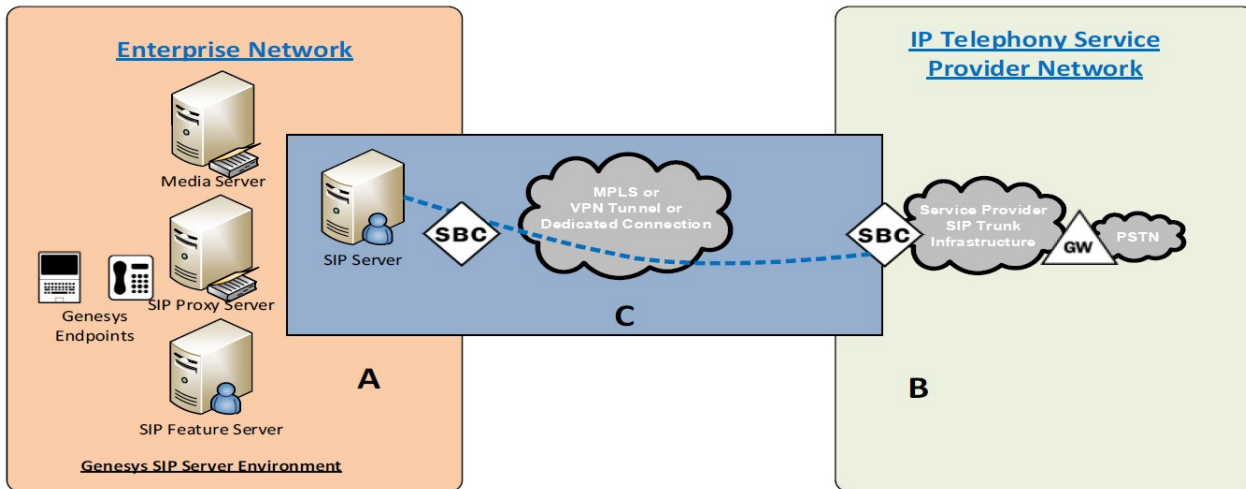 Enterprise Network
Media Server
SIP Proxy Server
Genesys
Endpoints
SIP Feature Server
Genesys SIP Server Environment
A
SIP Server
SBC
MPLS or
VPN Tunnel or
Dedicated Connection
C
IP Telephony Service
Provider Network
SBC
Service Provider
SIP Trunk
Infrastructure
GW
PSTN
B